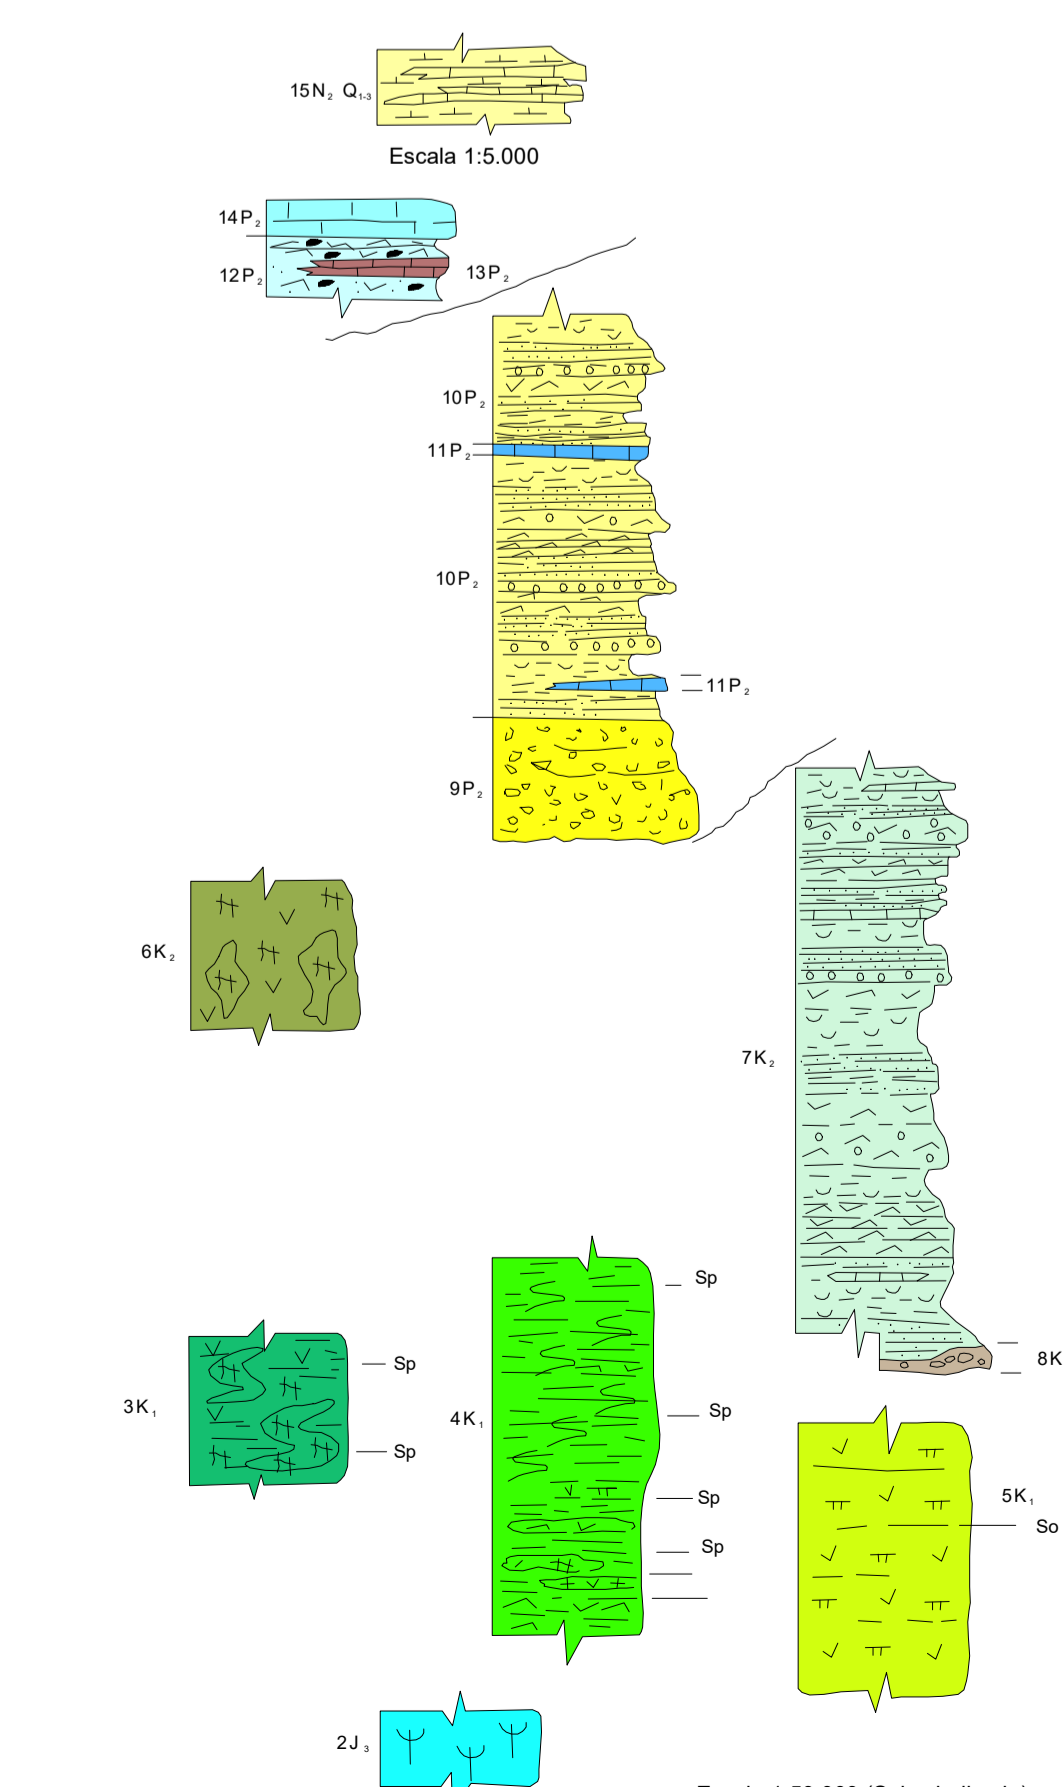 15N₂ Q₁₋₃
Escala 1:5.000
14P₂
12P₂
13P₂
10P₂
11P₂
10P₂
11P₂
9P₂
6K₂
7K₂
Sp
8K
Sp
3K₁
4K₁
Sp
Sp
Sp
5K₁
So
Sp
2J₃